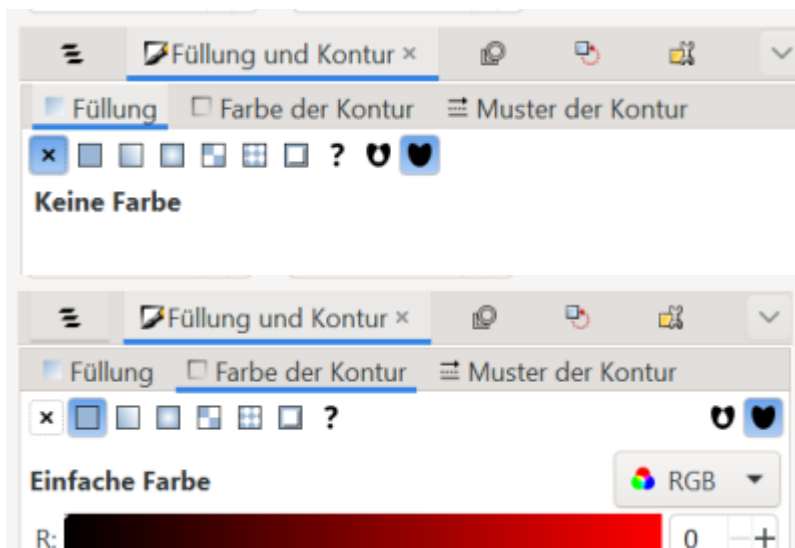 Füllung und Kontur ×
Füllung Farbe der Kontur Muster der Kontur
?
Keine Farbe
Füllung und Kontur ×
Füllung Farbe der Kontur Muster der Kontur
?
Einfache Farbe RGB
R: 0 − +